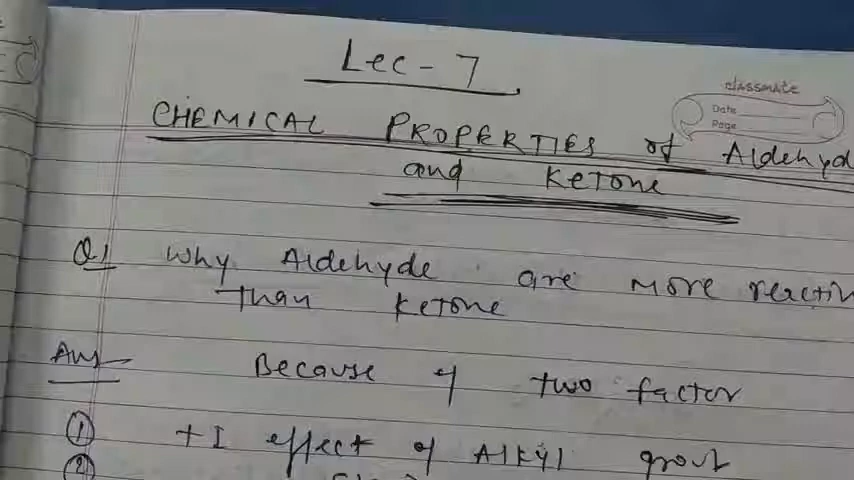 Lec - 7
classmate
Date
Page
CHEMICAL PROPERTIES of Aldehyd
and Ketone
Q1 Why Aldehyde are more reactiv
Than Ketone
Ans Because of two factor
① +I effect of Alkyl group
②